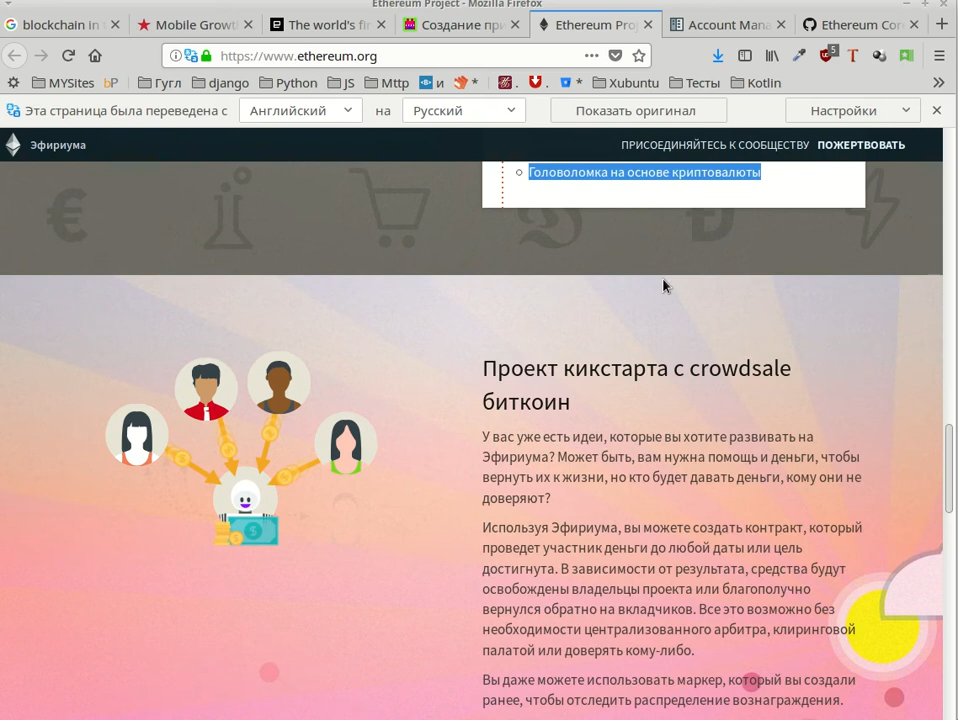 Ethereum Project - Mozilla Firefox
blockchain in
Mobile Growt
The world's fi
Создание при
Ethereum Proj
Account Mana
Ethereum Cor
https://www.ethereum.org
5
MYSites
bP
Гугл
django
Python
JS
Mttp
и
*
.
.
*
Xubuntu
Тесты
Kotlin
Эта страница была переведена с
Английский
на
Русский
Показать оригинал
Настройки
Эфириума
ПРИСОЕДИНЯЙТЕСЬ К СООБЩЕСТВУ
ПОЖЕРТВОВАТЬ
Головоломка на основе криптовалюты
Проект кикстарта с crowdsale
биткоин
У вас уже есть идеи, которые вы хотите развивать на
Эфириума? Может быть, вам нужна помощь и деньги, чтобы
вернуть их к жизни, но кто будет давать деньги, кому они не
доверяют?
Используя Эфириума, вы можете создать контракт, который
проведет участник деньги до любой даты или цель
достигнута. В зависимости от результата, средства будут
освобождены владельцы проекта или благополучно
вернулся обратно на вкладчиков. Все это возможно без
необходимости централизованного арбитра, клиринговой
палатой или доверять кому-либо.
Вы даже можете использовать маркер, который вы создали
ранее, чтобы отследить распределение вознаграждения.